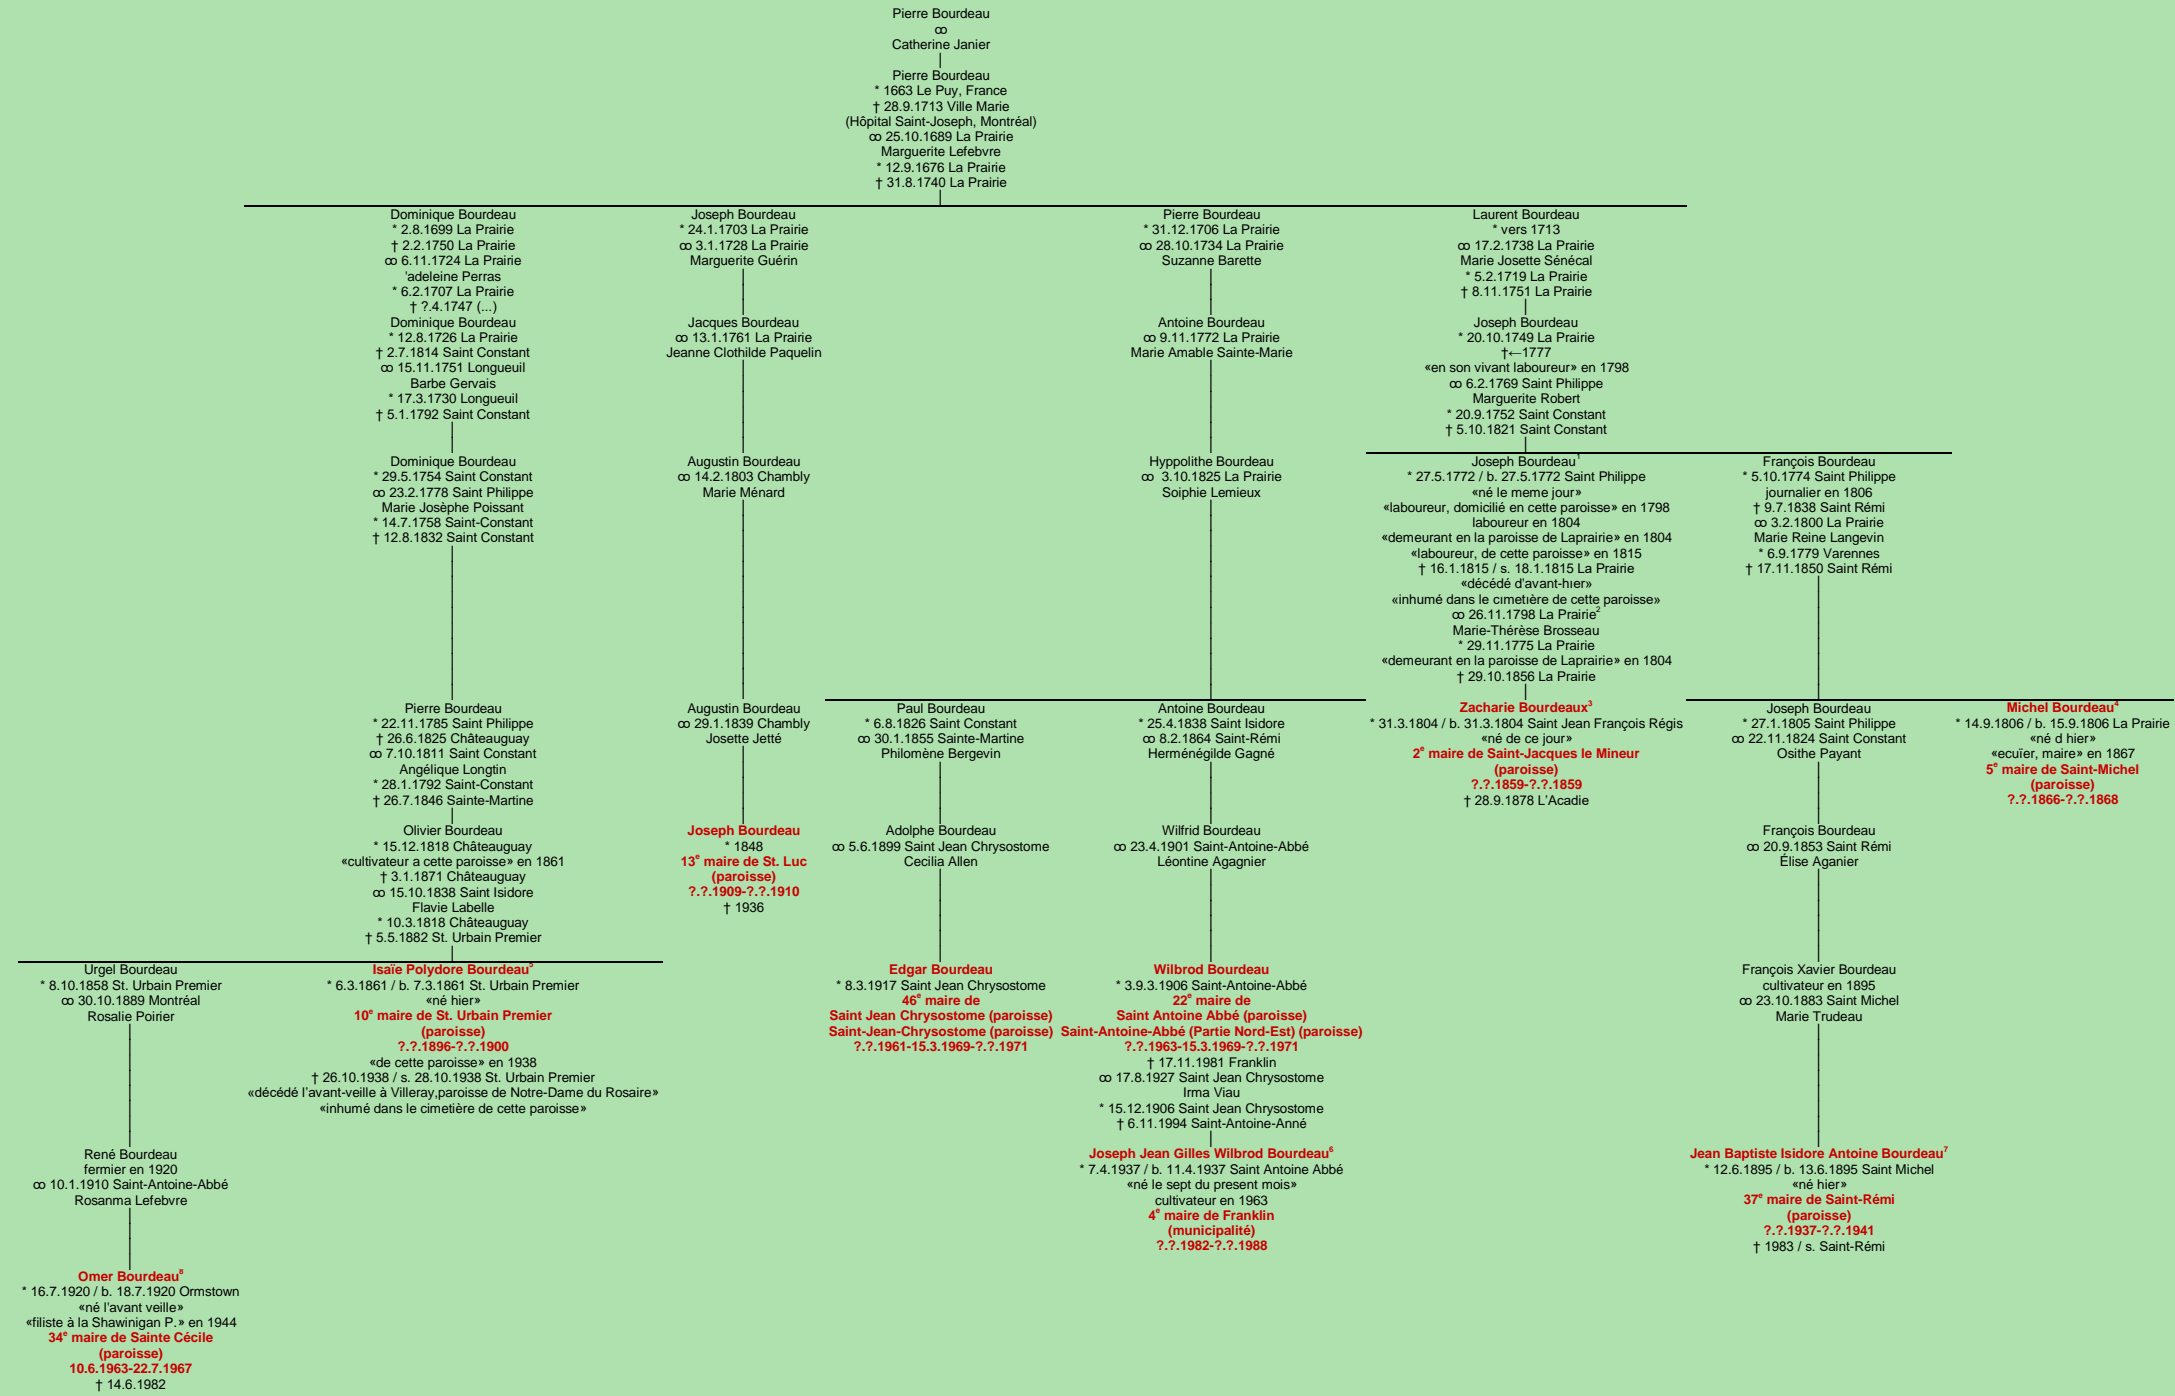 Pierre Bourdeau
∞
Catherine Janier
Pierre Bourdeau
* 1663 Le Puy, France
† 28.9.1713 Ville Marie
(Hôpital Saint-Joseph, Montréal)
∞ 25.10.1689 La Prairie
Marguerite Lefebvre
* 12.9.1676 La Prairie
† 31.8.1740 La Prairie
Dominique Bourdeau
* 2.8.1699 La Prairie
† 2.2.1750 La Prairie
∞ 6.11.1724 La Prairie
'adeleine Perras
* 6.2.1707 La Prairie
† ?.4.1747 (...)
Joseph Bourdeau
* 24.1.1703 La Prairie
∞ 3.1.1728 La Prairie
Marguerite Guérin
Pierre Bourdeau
* 31.12.1706 La Prairie
∞ 28.10.1734 La Prairie
Suzanne Barette
Laurent Bourdeau
* vers 1713
∞ 17.2.1738 La Prairie
Marie Josette Sénécal
* 5.2.1719 La Prairie
† 8.11.1751 La Prairie
Dominique Bourdeau
* 12.8.1726 La Prairie
† 2.7.1814 Saint Constant
∞ 15.11.1751 Longueuil
Barbe Gervais
* 17.3.1730 Longueuil
† 5.1.1792 Saint Constant
Jacques Bourdeau
∞ 13.1.1761 La Prairie
Jeanne Clothilde Paquelin
Antoine Bourdeau
∞ 9.11.1772 La Prairie
Marie Amable Sainte-Marie
Joseph Bourdeau
* 20.10.1749 La Prairie
†←1777
«en son vivant laboureur» en 1798
∞ 6.2.1769 Saint Philippe
Marguerite Robert
* 20.9.1752 Saint Constant
† 5.10.1821 Saint Constant
Dominique Bourdeau
* 29.5.1754 Saint Constant
∞ 23.2.1778 Saint Philippe
Marie Josèphe Poissant
* 14.7.1758 Saint-Constant
† 12.8.1832 Saint Constant
Augustin Bourdeau
∞ 14.2.1803 Chambly
Marie Ménard
Hyppolithe Bourdeau
∞ 3.10.1825 La Prairie
Soiphie Lemieux
Joseph Bourdeau¹
* 27.5.1772 / b. 27.5.1772 Saint Philippe
«né le meme jour»
«laboureur, domicilié en cette paroisse» en 1798
laboureur en 1804
«demeurant en la paroisse de Laprairie» en 1804
«laboureur, de cette paroisse» en 1815
† 16.1.1815 / s. 18.1.1815 La Prairie
«décédé d'avant-hier»
«inhumé dans le cimetière de cette paroisse»
∞ 26.11.1798 La Prairie²
Marie-Thérèse Brosseau
* 29.11.1775 La Prairie
«demeurant en la paroisse de Laprairie» en 1804
† 29.10.1856 La Prairie
François Bourdeau
* 5.10.1774 Saint Philippe
journalier en 1806
† 9.7.1838 Saint Rémi
∞ 3.2.1800 La Prairie
Marie Reine Langevin
* 6.9.1779 Varennes
† 17.11.1850 Saint Rémi
Pierre Bourdeau
* 22.11.1785 Saint Philippe
† 26.6.1825 Châteauguay
∞ 7.10.1811 Saint Constant
Angélique Longtin
* 28.1.1792 Saint-Constant
† 26.7.1846 Sainte-Martine
Augustin Bourdeau
∞ 29.1.1839 Chambly
Josette Jetté
Paul Bourdeau
* 6.8.1826 Saint Constant
∞ 30.1.1855 Sainte-Martine
Philomène Bergevin
Antoine Bourdeau
* 25.4.1838 Saint Isidore
∞ 8.2.1864 Saint-Rémi
Herménégilde Gagné
Zacharie Bourdeaux³
* 31.3.1804 / b. 31.3.1804 Saint Jean François Régis
«né de ce jour»
2e maire de Saint-Jacques le Mineur
(paroisse)
?.?.1859-?.?.1859
† 28.9.1878 L'Acadie
Joseph Bourdeau
* 27.1.1805 Saint Philippe
∞ 22.11.1824 Saint Constant
Osithe Payant
Michel Bourdeau⁴
* 14.9.1806 / b. 15.9.1806 La Prairie
«né d hier»
«ecuïer, maire» en 1867
5e maire de Saint-Michel
(paroisse)
?.?.1866-?.?.1868
Olivier Bourdeau
* 15.12.1818 Châteauguay
«cultivateur a cette paroisse» en 1861
† 3.1.1871 Châteauguay
∞ 15.10.1838 Saint Isidore
Flavie Labelle
* 10.3.1818 Châteauguay
† 5.5.1882 St. Urbain Premier
Joseph Bourdeau
* 1848
13e maire de St. Luc
(paroisse)
?.?.1909-?.?.1910
† 1936
Adolphe Bourdeau
∞ 5.6.1899 Saint Jean Chrysostome
Cecilia Allen
Wilfrid Bourdeau
∞ 23.4.1901 Saint-Antoine-Abbé
Léontine Agagnier
François Bourdeau
∞ 20.9.1853 Saint Rémi
Élise Aganier
Urgel Bourdeau
* 8.10.1858 St. Urbain Premier
∞ 30.10.1889 Montréal
Rosalie Poirier
Isaïe Polydore Bourdeau⁵
* 6.3.1861 / b. 7.3.1861 St. Urbain Premier
«né hier»
10e maire de St. Urbain Premier
(paroisse)
?.?.1896-?.?.1900
«de cette paroisse» en 1938
† 26.10.1938 / s. 28.10.1938 St. Urbain Premier
«décédé l'avant-veille à Villeray,paroisse de Notre-Dame du Rosaire»
«inhumé dans le cimetière de cette paroisse»
Edgar Bourdeau
* 8.3.1917 Saint Jean Chrysostome
46e maire de
Saint Jean Chrysostome (paroisse)
Saint-Jean-Chrysostome (paroisse)
?.?.1961-15.3.1969-?.?.1971
Wilbrod Bourdeau
* 3.9.3.1906 Saint-Antoine-Abbé
22e maire de
Saint Antoine Abbé (paroisse)
Saint-Antoine-Abbé (Partie Nord-Est) (paroisse)
?.?.1963-15.3.1969-?.?.1971
† 17.11.1981 Franklin
∞ 17.8.1927 Saint Jean Chrysostome
Irma Viau
* 15.12.1906 Saint Jean Chrysostome
† 6.11.1994 Saint-Antoine-Anné
François Xavier Bourdeau
cultivateur en 1895
∞ 23.10.1883 Saint Michel
Marie Trudeau
René Bourdeau
fermier en 1920
∞ 10.1.1910 Saint-Antoine-Abbé
Rosanma Lefebvre
Joseph Jean Gilles Wilbrod Bourdeau⁶
* 7.4.1937 / b. 11.4.1937 Saint Antoine Abbé
«né le sept du present mois»
cultivateur en 1963
4e maire de Franklin
(municipalité)
?.?.1982-?.?.1988
Jean Baptiste Isidore Antoine Bourdeau⁷
* 12.6.1895 / b. 13.6.1895 Saint Michel
«né hier»
37e maire de Saint-Rémi
(paroisse)
?.?.1937-?.?.1941
† 1983 / s. Saint-Rémi
Omer Bourdeau⁸
* 16.7.1920 / b. 18.7.1920 Ormstown
«né l'avant veille»
«filiste à la Shawinigan P.» en 1944
34e maire de Sainte Cécile
(paroisse)
10.6.1963-22.7.1967
† 14.6.1982